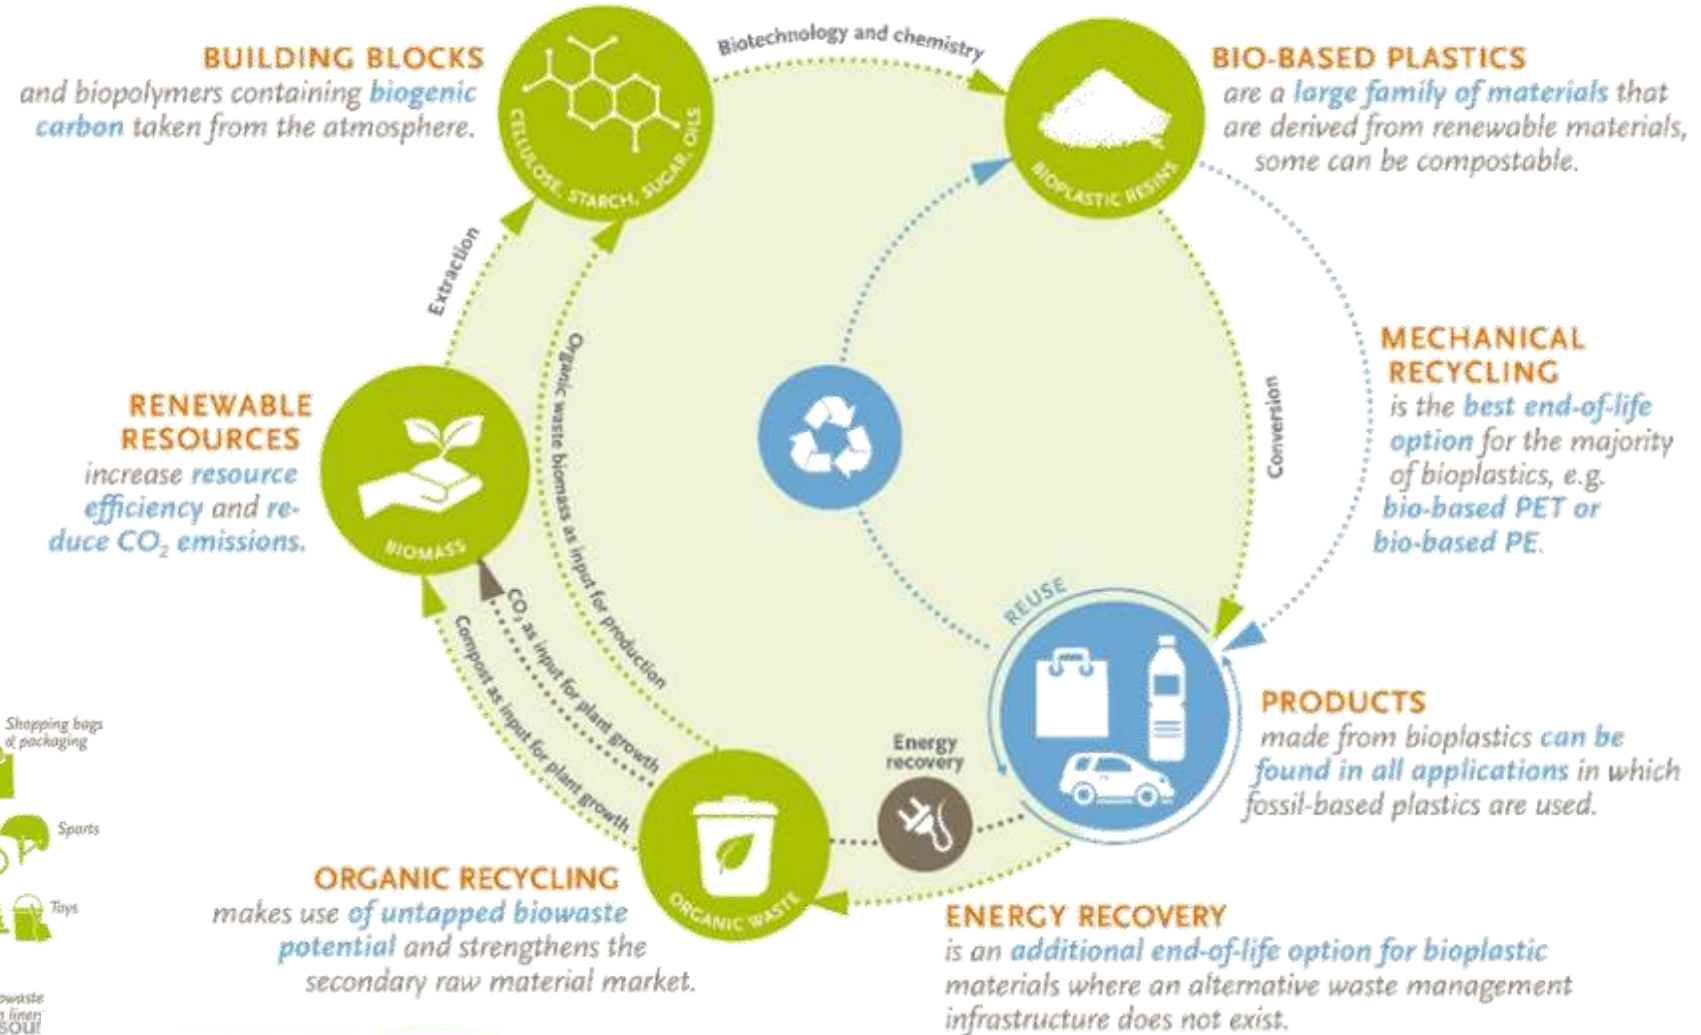 BUILDING BLOCKS
and biopolymers containing biogenic
carbon taken from the atmosphere.
CELLULOSE, STARCH, SUGAR, OILS
Biotechnology and chemistry
BIO-BASED PLASTICS
are a large family of materials that
are derived from renewable materials,
some can be compostable.
BIOPLASTIC RESINS
Extraction
RENEWABLE
RESOURCES
increase resource
efficiency and re-
duce CO₂ emissions.
BIOMASS
Organic waste biomass as input for production
CO₂ as input for plant growth
Compost as input for plant growth
Conversion
MECHANICAL
RECYCLING
is the best end-of-life
option for the majority
of bioplastics, e.g.
bio-based PET or
bio-based PE.
REUSE
PRODUCTS
made from bioplastics can be
found in all applications in which
fossil-based plastics are used.
Energy
recovery
ORGANIC WASTE
ORGANIC RECYCLING
makes use of untapped biowaste
potential and strengthens the
secondary raw material market.
ENERGY RECOVERY
is an additional end-of-life option for bioplastic
materials where an alternative waste management
infrastructure does not exist.
Shopping bags
& packaging
Sports
Toys